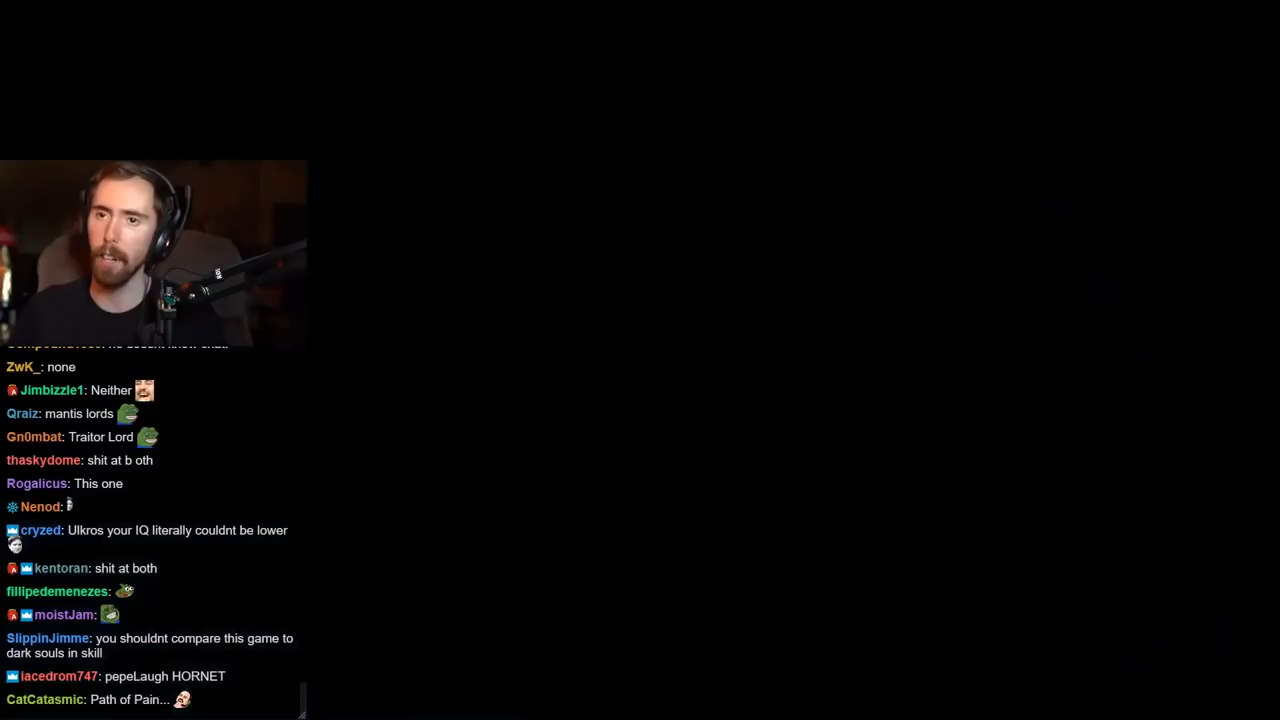 ZwK_: none
Jimbizzle1: Neither
Qraiz: mantis lords
Gn0mbat: Traitor Lord
thaskydome: shit at b oth
Rogalicus: This one
Nenod:
cryzed: Ulkros your IQ literally couldnt be lower
kentoran: shit at both
fillipedemenezes:
moistJam:
SlippinJimme: you shouldnt compare this game to
dark souls in skill
iacedrom747: pepeLaugh HORNET
CatCatasmic: Path of Pain...